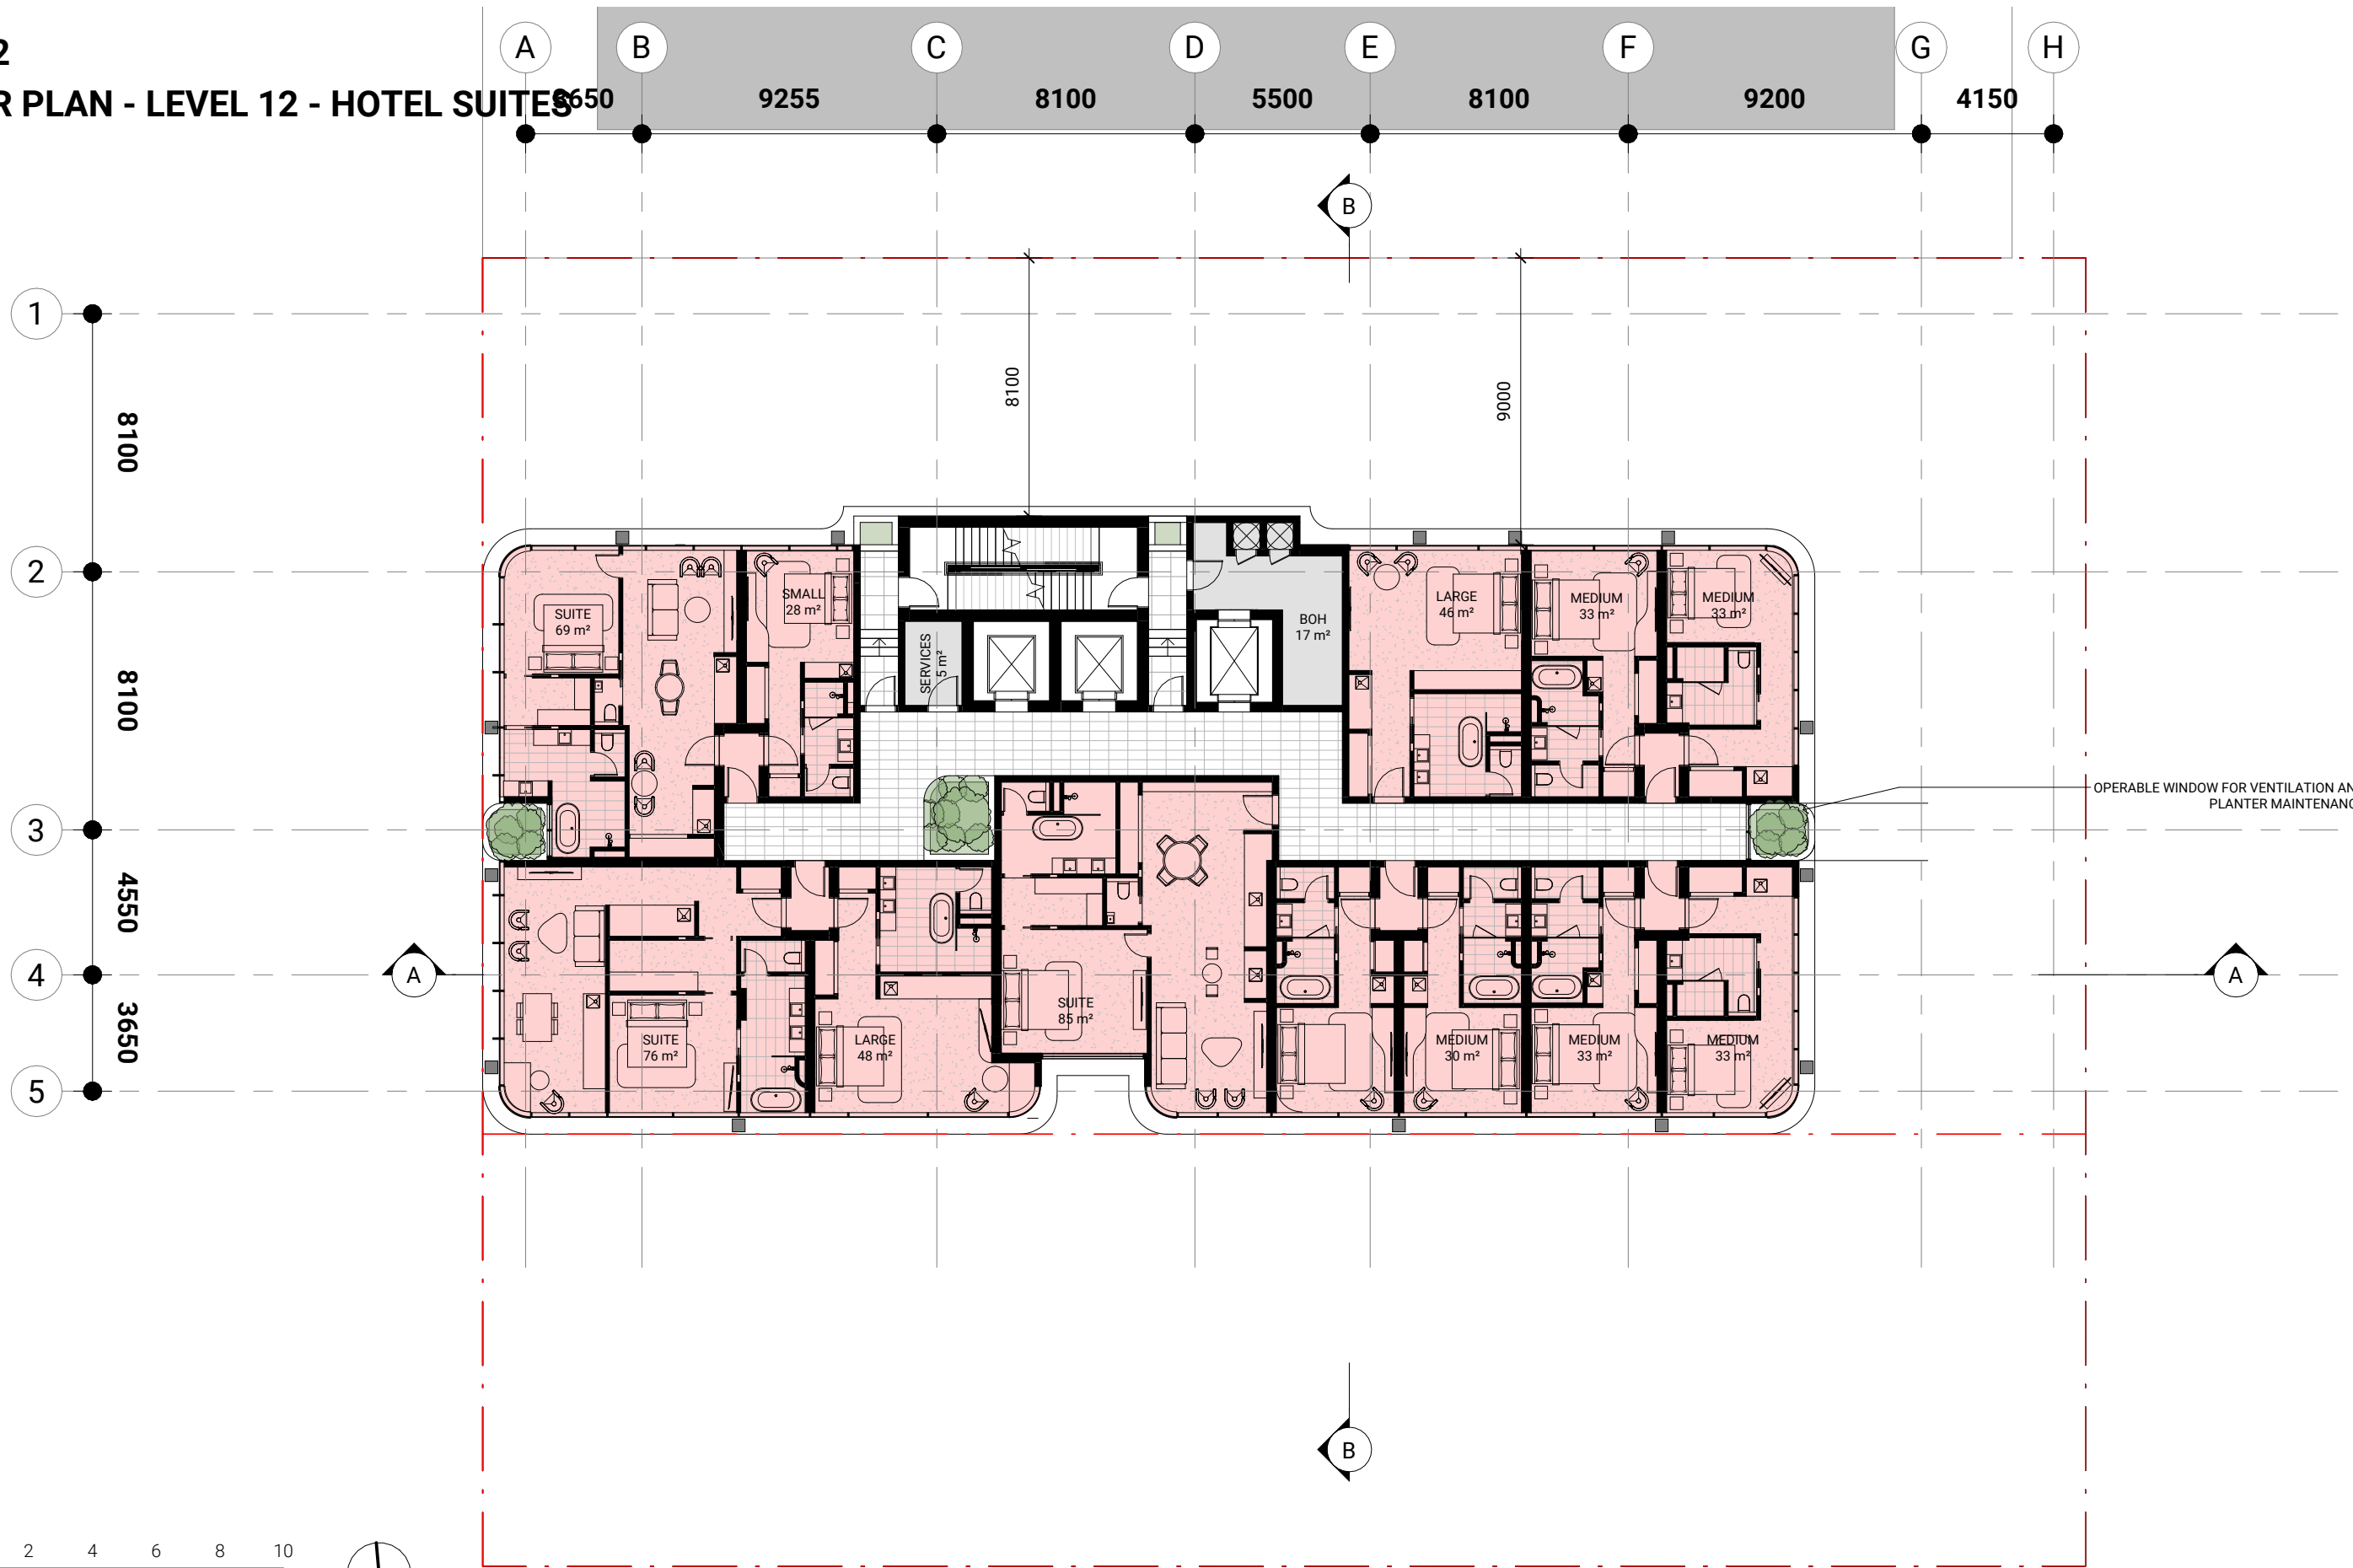 A B C D E F G H
2
R PLAN - LEVEL 12 - HOTEL SUITES
3650 9255 8100 5500 8100 9200 4150
B
1
8100
9000
8100
2
SUITE
69 m²
SMALL
28 m²
SERVICES
5 m²
BOH
17 m²
LARGE
46 m²
MEDIUM
33 m²
MEDIUM
33 m²
8100
OPERABLE WINDOW FOR VENTILATION AN
PLANTER MAINTENANC
3
4550
4
A
A
3650
SUITE
76 m²
LARGE
48 m²
SUITE
85 m²
MEDIUM
30 m²
MEDIUM
33 m²
MEDIUM
33 m²
5
B
2 4 6 8 10